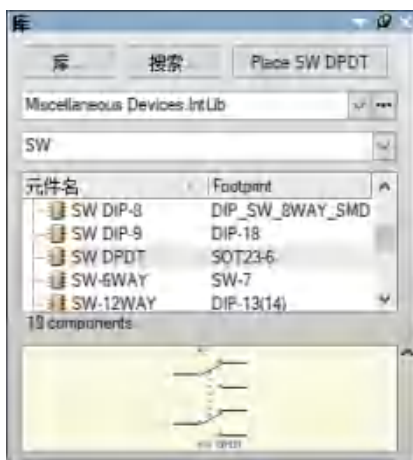 库
库...
搜索...
Place SW DPDT
Miscellaneous Devices.IntLib
SW
元件名 Footprint
SW DIP-8 DIP_SW_8WAY_SMD
SW DIP-9 DIP-18
SW DPDT SOT23-6
SW-6WAY SW-7
SW-12WAY DIP-13(14)
19 components
SW DPDT